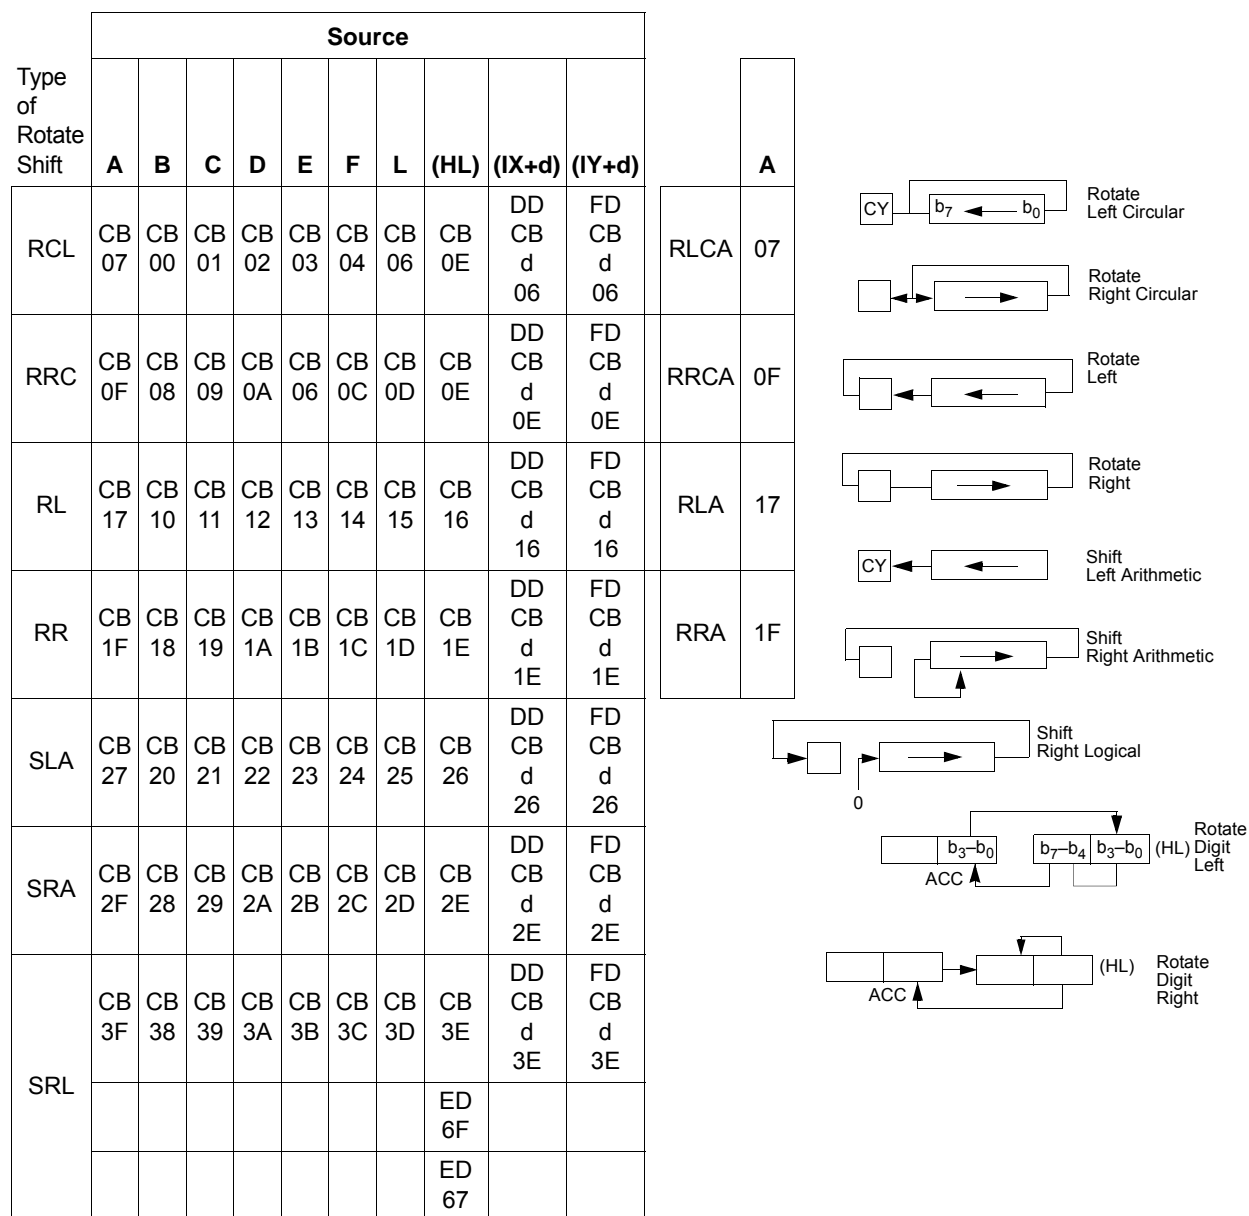 Source
Type
of
Rotate
Shift A B C D E F L (HL) (IX+d) (IY+d) A
DD FD
RCL CB CB CB CB CB CB CB CB CB CB RLCA 07
07 00 01 02 03 04 06 0E d d
06 06
DD FD
RRC CB CB CB CB CB CB CB CB CB CB RRCA 0F
0F 08 09 0A 06 0C 0D 0E d d
0E 0E
DD FD
RL CB CB CB CB CB CB CB CB CB CB RLA 17
17 10 11 12 13 14 15 16 d d
16 16
DD FD
RR CB CB CB CB CB CB CB CB CB CB RRA 1F
1F 18 19 1A 1B 1C 1D 1E d d
1E 1E
DD FD
SLA CB CB CB CB CB CB CB CB CB CB
27 20 21 22 23 24 25 26 d d
26 26
DD FD
SRA CB CB CB CB CB CB CB CB CB CB
2F 28 29 2A 2B 2C 2D 2E d d
2E 2E
DD FD
CB CB CB CB CB CB CB CB CB CB
3F 38 39 3A 3B 3C 3D 3E d d
3E 3E
SRL
ED
6F
ED
67
CY b7 b0 Rotate
Left Circular
Rotate
Right Circular
Rotate
Left
Rotate
Right
CY Shift
Left Arithmetic
Shift
Right Arithmetic
Shift
Right Logical
0
b3–b0 b7–b4 b3–b0 (HL) Rotate
Digit
Left
ACC
(HL) Rotate
Digit
Right
ACC